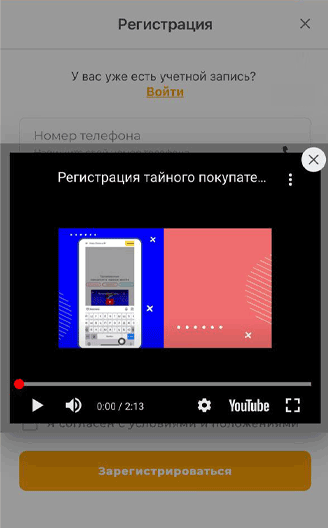 Регистрация
У вас уже есть учетной запись?
Войти
Номер телефона
Регистрация тайного покупате...
0:00 / 2:13
YouTube
Я согласен с условиями и положениями
Зарегистрироваться